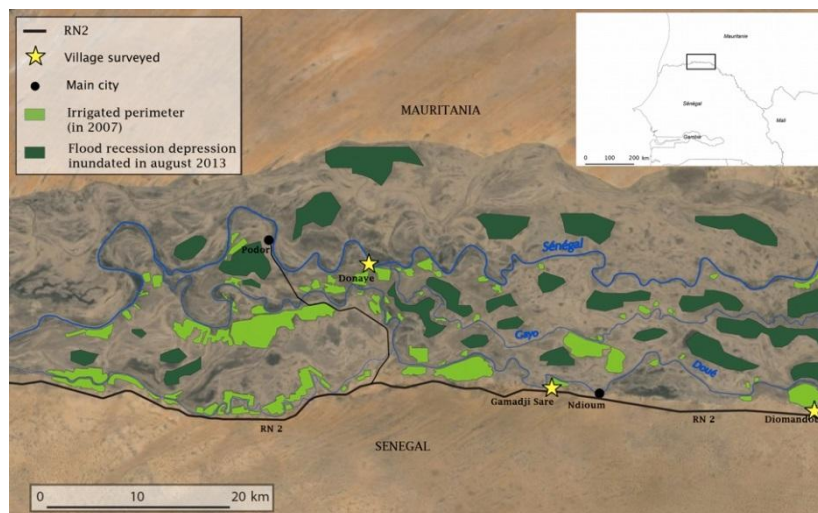 RN2
Village surveyed
Main city
Irrigated perimeter
(in 2007)
Flood recession depression
inundated in august 2013
Mauritanie
Sénégal
Gambie
Mali
0 100 200 km
MAURITANIA
Sénégal
Podor
Donaye
Gayo
Doué
Gamadji Sare
Ndioum
RN 2
RN 2
Diomandou
SENEGAL
0 10 20 km